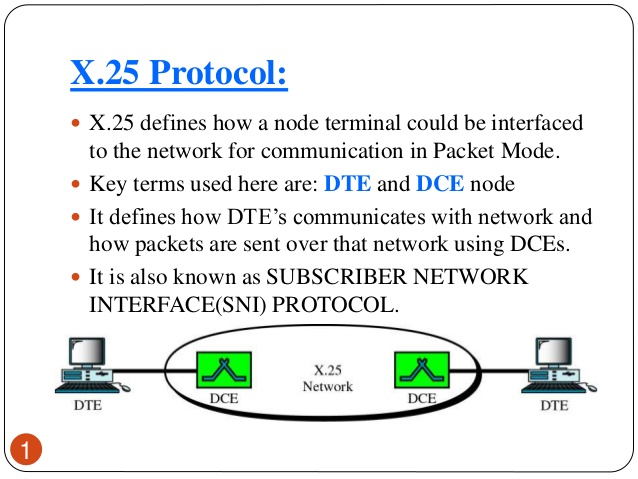 X.25 Protocol:
• X.25 defines how a node terminal could be interfaced
to the network for communication in Packet Mode.
• Key terms used here are: DTE and DCE node
• It defines how DTE’s communicates with network and
how packets are sent over that network using DCEs.
• It is also known as SUBSCRIBER NETWORK
INTERFACE(SNI) PROTOCOL.
DTE
DCE
X.25
Network
DCE
DTE
1